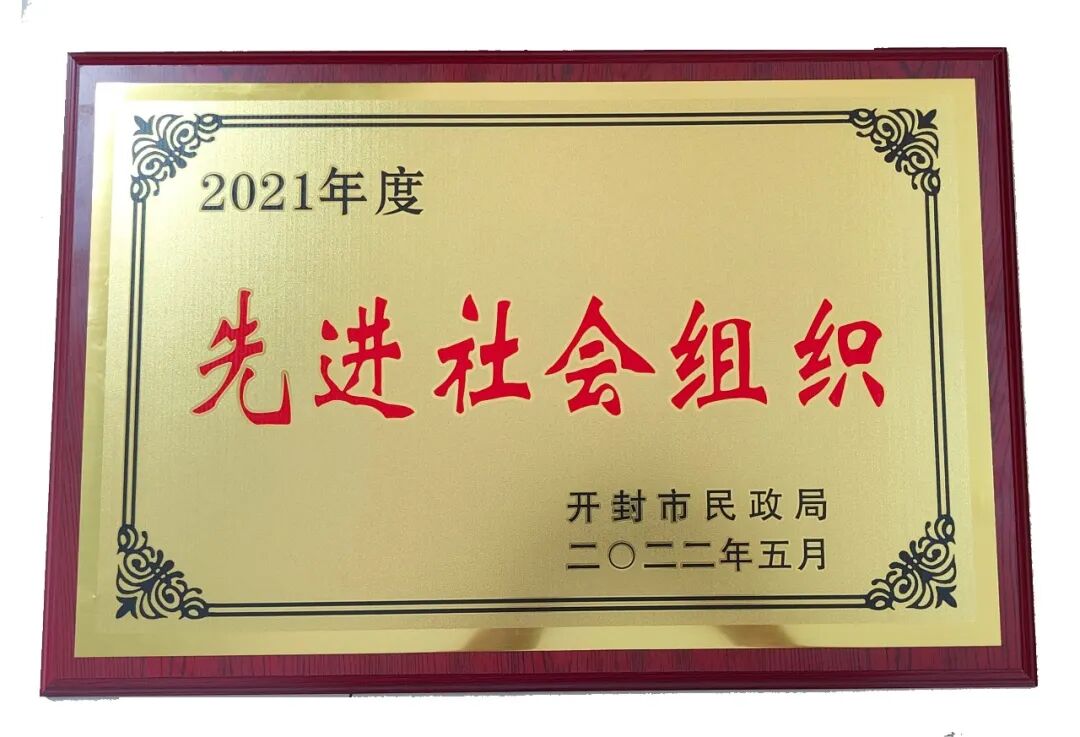 2021年度
先进社会组织
开封市民政局
二〇二二年五月